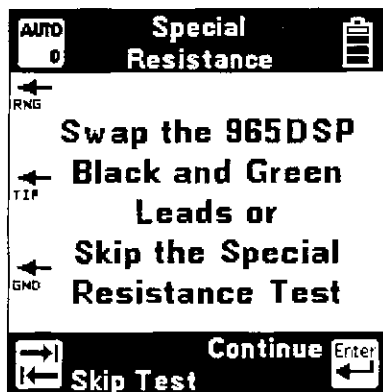 AUTO
0
Special
Resistance
RNG
TIP
GND
Swap the 965DSP
Black and Green
Leads or
Skip the Special
Resistance Test
Continue Enter
Skip Test